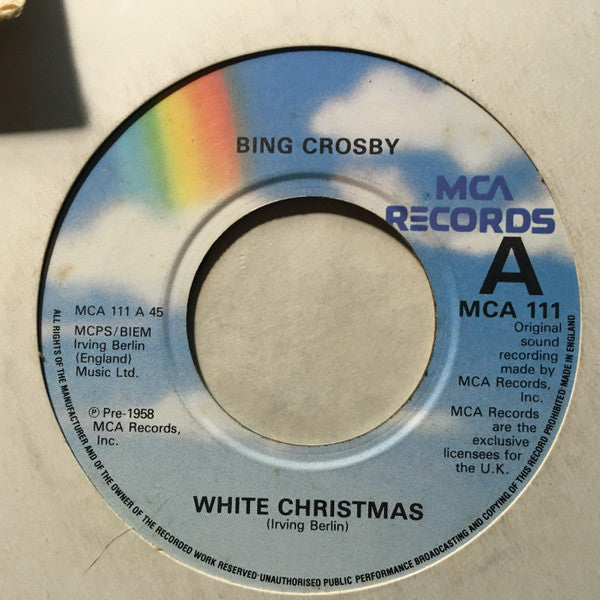 BING CROSBY
MCA
RECORDS
A
MCA 111
MCA 111 A 45
MCPS/BIEM
Irving Berlin
(England)
Music Ltd.
℗ Pre-1958
MCA Records,
Inc.
Original
sound
recording
made by
MCA Records,
Inc.
MCA Records
are the
exclusive
licensees for
the U.K.
WHITE CHRISTMAS
(Irving Berlin)
ALL RIGHTS OF THE MANUFACTURER AND OF THE OWNER OF THE RECORDED WORK RESERVED·UNAUTHORISED PUBLIC PERFORMANCE BROADCASTING AND COPYING OF THIS RECORD PROHIBITED·MADE IN ENGLAND